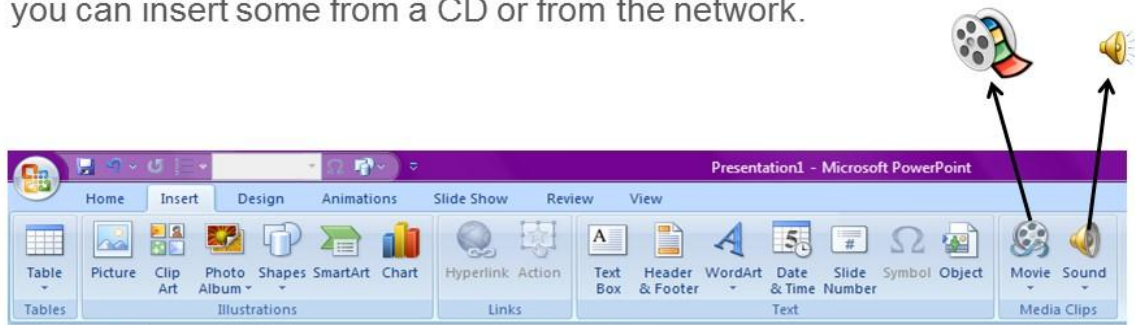 you can insert some from a CD or from the network.
Presentation1 - Microsoft PowerPoint
Home Insert Design Animations Slide Show Review View
Table Picture Clip Art Photo Album Shapes SmartArt Chart Hyperlink Action Text Box Header & Footer WordArt Date & Time Slide Number Symbol Object Movie Sound
Tables Illustrations Links Text Media Clips